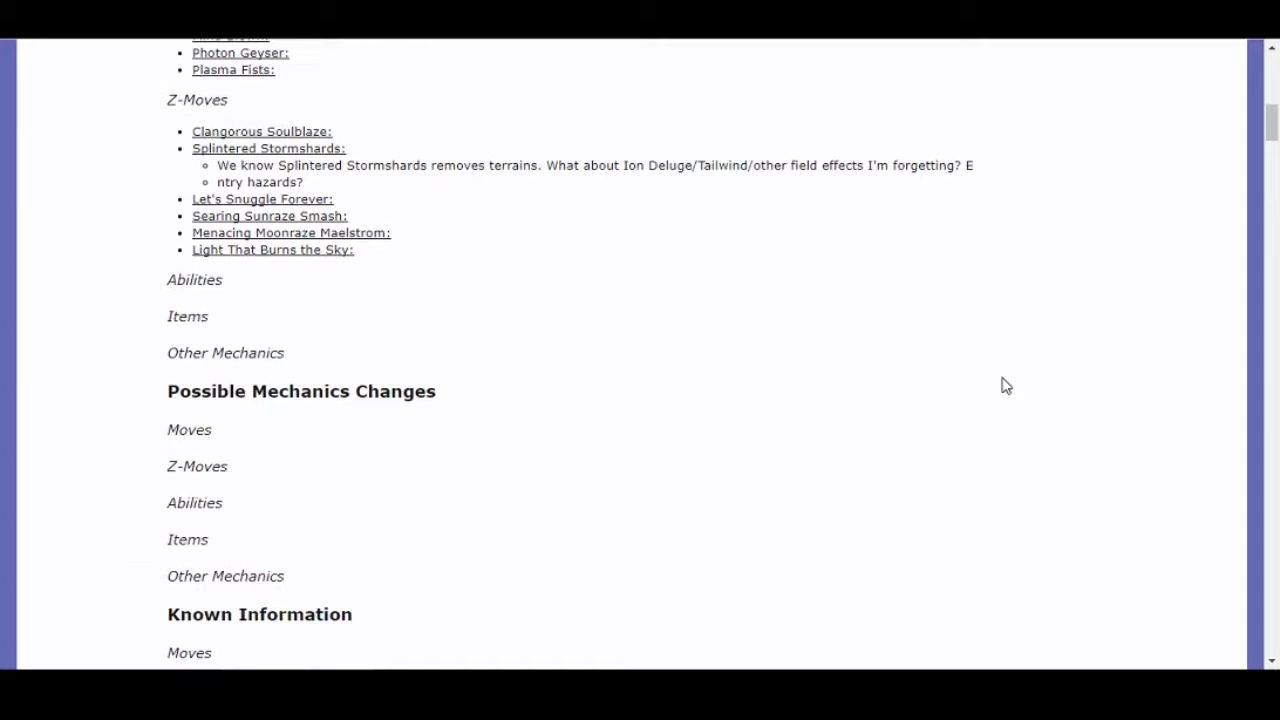 Photon Geyser:
Plasma Fists:
Z-Moves
Clangorous Soulblaze:
Splintered Stormshards:
We know Splintered Stormshards removes terrains. What about Ion Deluge/Tailwind/other field effects I'm forgetting? E
ntry hazards?
Let's Snuggle Forever:
Searing Sunraze Smash:
Menacing Moonraze Maelstrom:
Light That Burns the Sky:
Abilities
Items
Other Mechanics
Possible Mechanics Changes
Moves
Z-Moves
Abilities
Items
Other Mechanics
Known Information
Moves